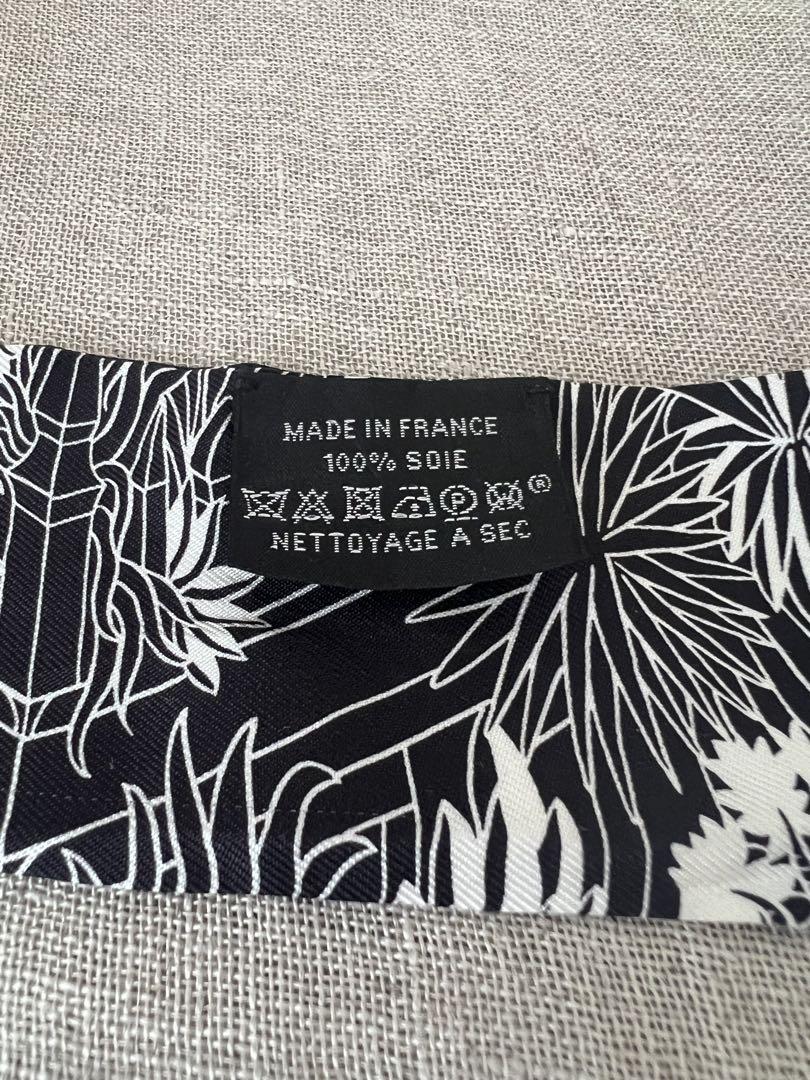 MADE IN FRANCE
100% SOIE
P W ®
NETTOYAGE A SEC